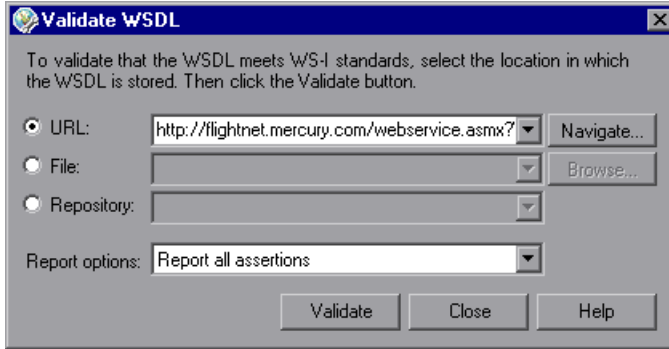 Validate WSDL
To validate that the WSDL meets WS-I standards, select the location in which
the WSDL is stored. Then click the Validate button.
URL: http://flightnet.mercury.com/webservice.asmx? Navigate...
File: Browse...
Repository:
Report options: Report all assertions
Validate Close Help